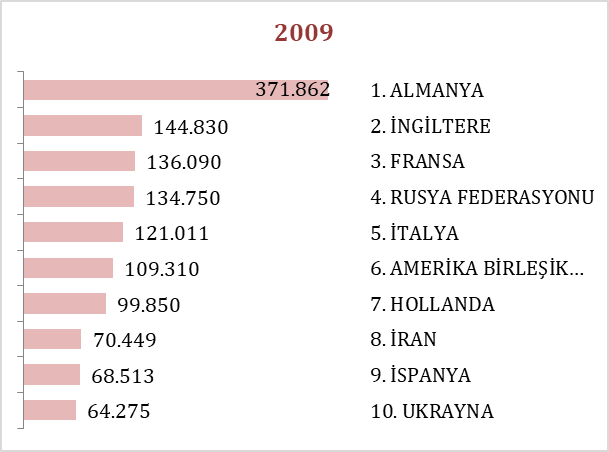 2009
371.862 1. ALMANYA
144.830 2. İNGİLTERE
136.090 3. FRANSA
134.750 4. RUSYA FEDERASYONU
121.011 5. İTALYA
109.310 6. AMERİKA BİRLEŞİK...
99.850 7. HOLLANDA
70.449 8. İRAN
68.513 9. İSPANYA
64.275 10. UKRAYNA